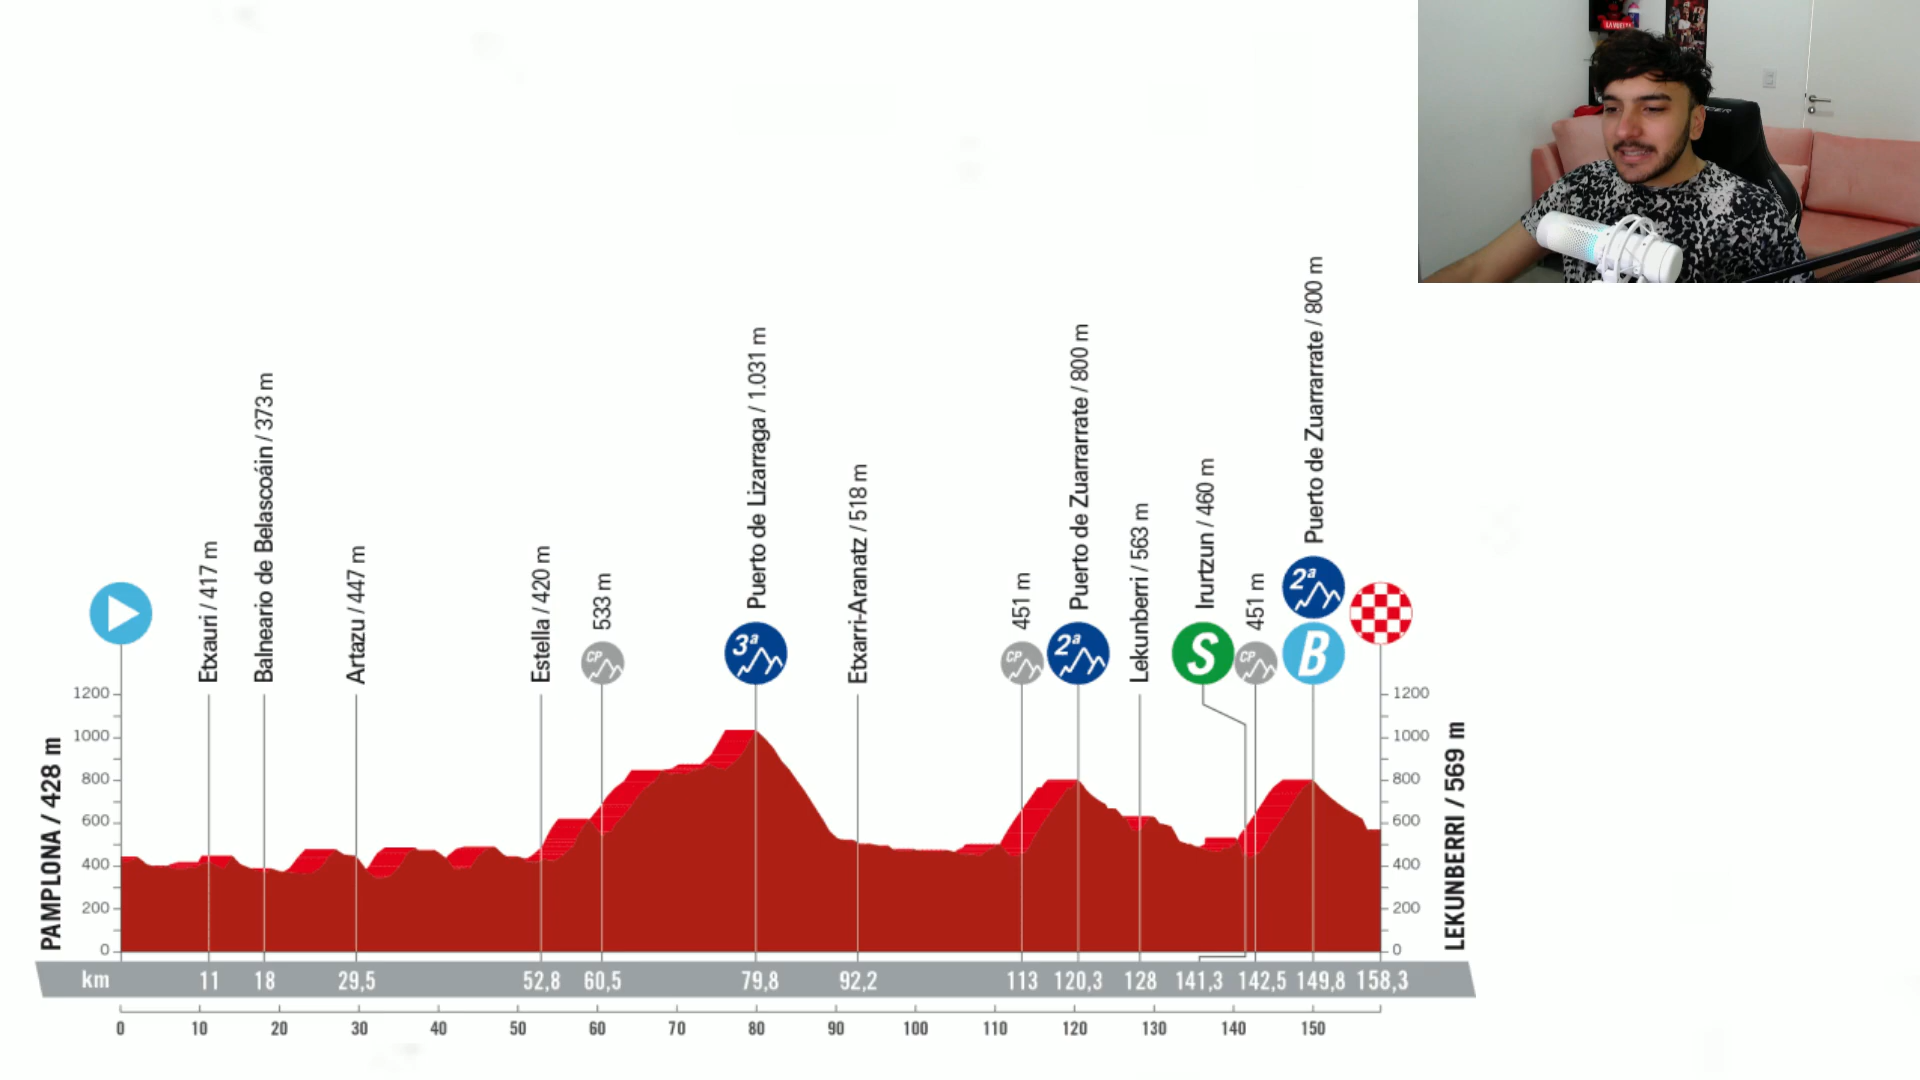 LA VUELTA
PAMPLONA / 428 m
Etxauri / 417 m
Balneario de Belascoáin / 373 m
Artazu / 447 m
Estella / 420 m
533 m
CP
Puerto de Lizarraga / 1.031 m
3ª
Etxarri-Aranatz / 518 m
451 m
CP
Puerto de Zuarrarrate / 800 m
2ª
Lekunberri / 563 m
Irurtzun / 460 m
S
451 m
CP
Puerto de Zuarrarrate / 800 m
2ª
B
LEKUNBERRI / 569 m
1200
1000
800
600
400
200
0
1200
1000
800
600
400
200
0
km 11 18 29,5 52,8 60,5 79,8 92,2 113 120,3 128 141,3 142,5 149,8 158,3
0 10 20 30 40 50 60 70 80 90 100 110 120 130 140 150